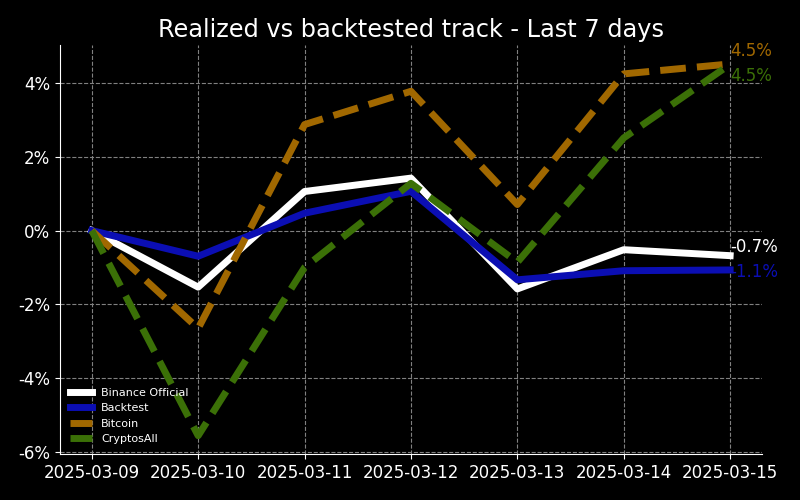 Realized vs backtested track - Last 7 days
4.5%
4.5%
4%
2%
0%
-0.7%
-1.1%
-2%
-4%
-6%
Binance Official
Backtest
Bitcoin
CryptosAll
2025-03-09 2025-03-10 2025-03-11 2025-03-12 2025-03-13 2025-03-14 2025-03-15